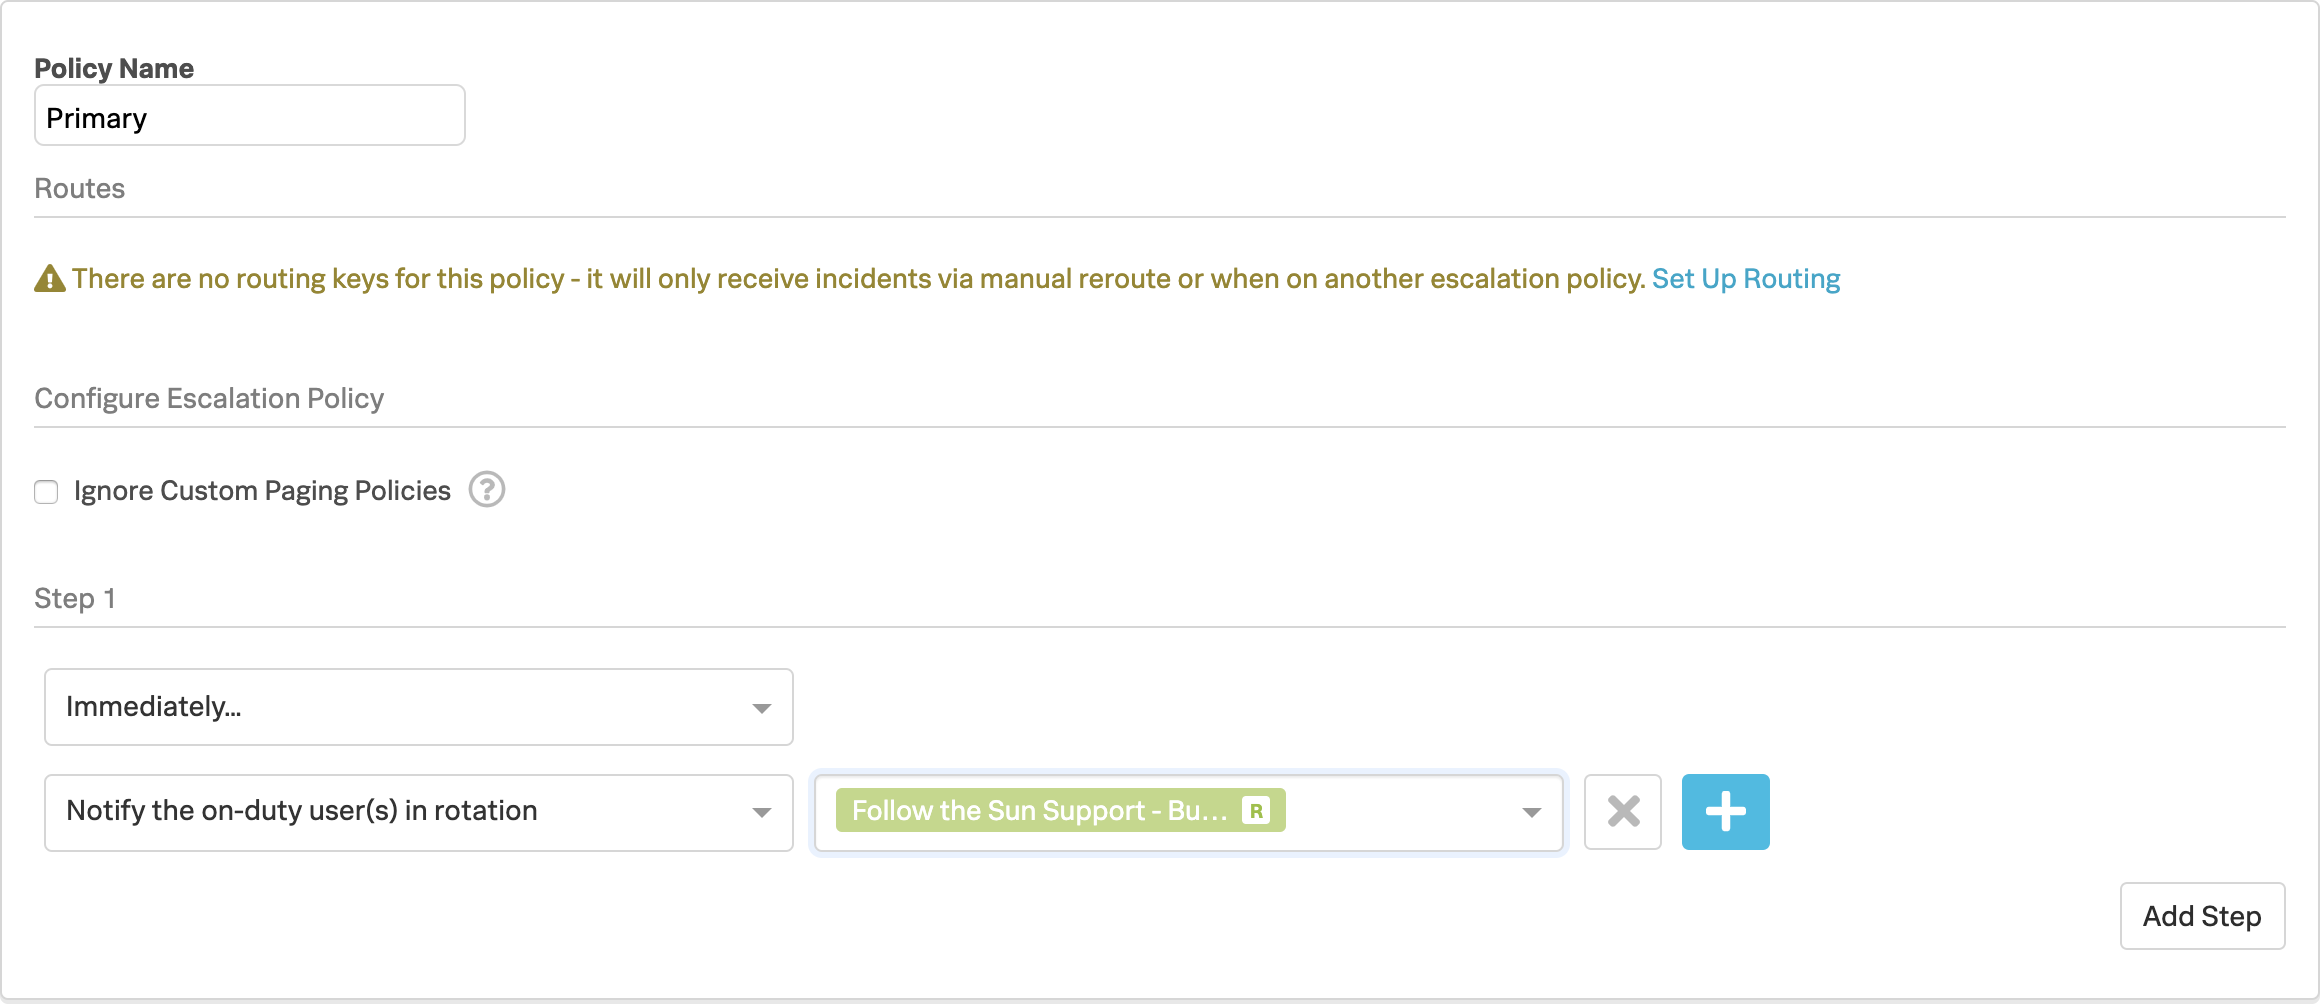 Policy Name
Primary
Routes
There are no routing keys for this policy - it will only receive incidents via manual reroute or when on another escalation policy. Set Up Routing
Configure Escalation Policy
Ignore Custom Paging Policies ?
Step 1
Immediately...
Notify the on-duty user(s) in rotation Follow the Sun Support - Bu... R
Add Step